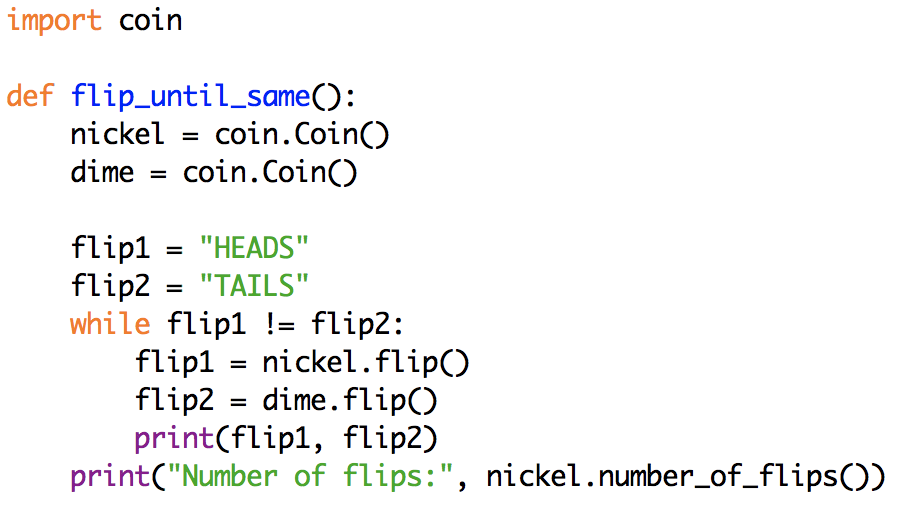 import coin

def flip_until_same():
    nickel = coin.Coin()
    dime = coin.Coin()

    flip1 = "HEADS"
    flip2 = "TAILS"
    while flip1 != flip2:
        flip1 = nickel.flip()
        flip2 = dime.flip()
        print(flip1, flip2)
    print("Number of flips:", nickel.number_of_flips())